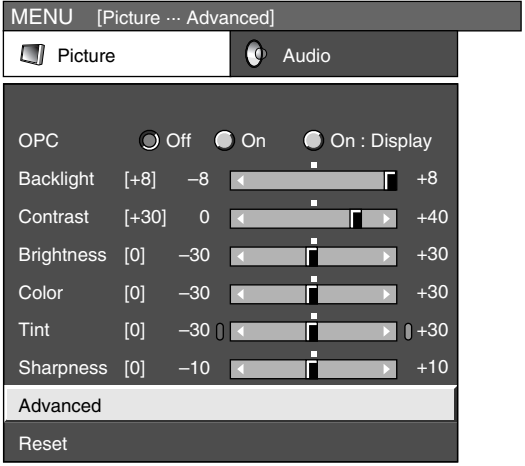 MENU [Picture ··· Advanced]
Picture Audio
OPC Off On On : Display
Backlight [+8] –8 +8
Contrast [+30] 0 +40
Brightness [0] –30 +30
Color [0] –30 +30
Tint [0] –30 +30
Sharpness [0] –10 +10
Advanced
Reset